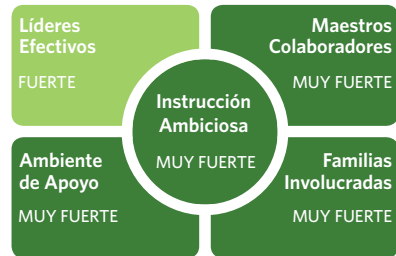 Líderes
Efectivos
FUERTE
Maestros
Colaboradores
MUY FUERTE
Instrucción
Ambiciosa
MUY FUERTE
Ambiente
de Apoyo
MUY FUERTE
Familias
Involucradas
MUY FUERTE